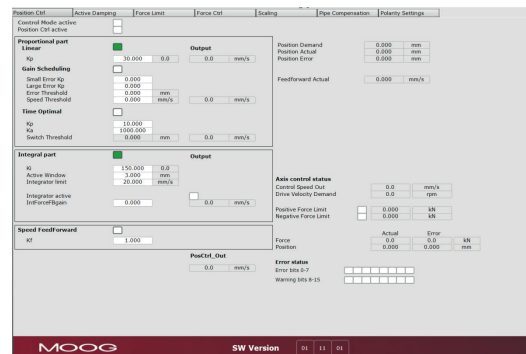 Position Ctrl Active Damping Force Limit Force Ctrl Scaling Pipe Compensation Polarity Settings
Control Mode active
Position Ctrl active
Proportional part
Linear Output
Kp 30.000 0.0 0.0 mm/s
Gain Scheduling
Small Error Kp 0.000
Large Error Kp 0.000
Error Threshold 0.000 mm
Speed Threshold 0.000 mm/s 0.0 mm/s
Time Optimal
Kp 10.000
Ka 1000.000
Switch Threshold 0.000 mm 0.0 mm/s
Integral part Output
Ki 150.000 0.0
Active Window 3.000 mm
Integrator limit 20.000 mm/s
Integrator active
IntForceFBgain 0.000 0.0 mm/s
Speed FeedForward
Kf 1.000
PosCtrl_Out
0.0 mm/s
Position Demand 0.000 mm
Position Actual 0.000 mm
Position Error 0.000 mm
Feedforward Actual 0.000 mm/s
Axis control status
Control Speed Out 0.0 mm/s
Drive Velocity Demand 0.0 rpm
Positive Force Limit 0.000 kN
Negative Force Limit 0.000 kN
Actual Error
Force 0.0 0.0 kN
Position 0.000 0.000 mm
Error status
Error bits 0-7
Warning bits 8-15
MOOG SW Version 01 11 01